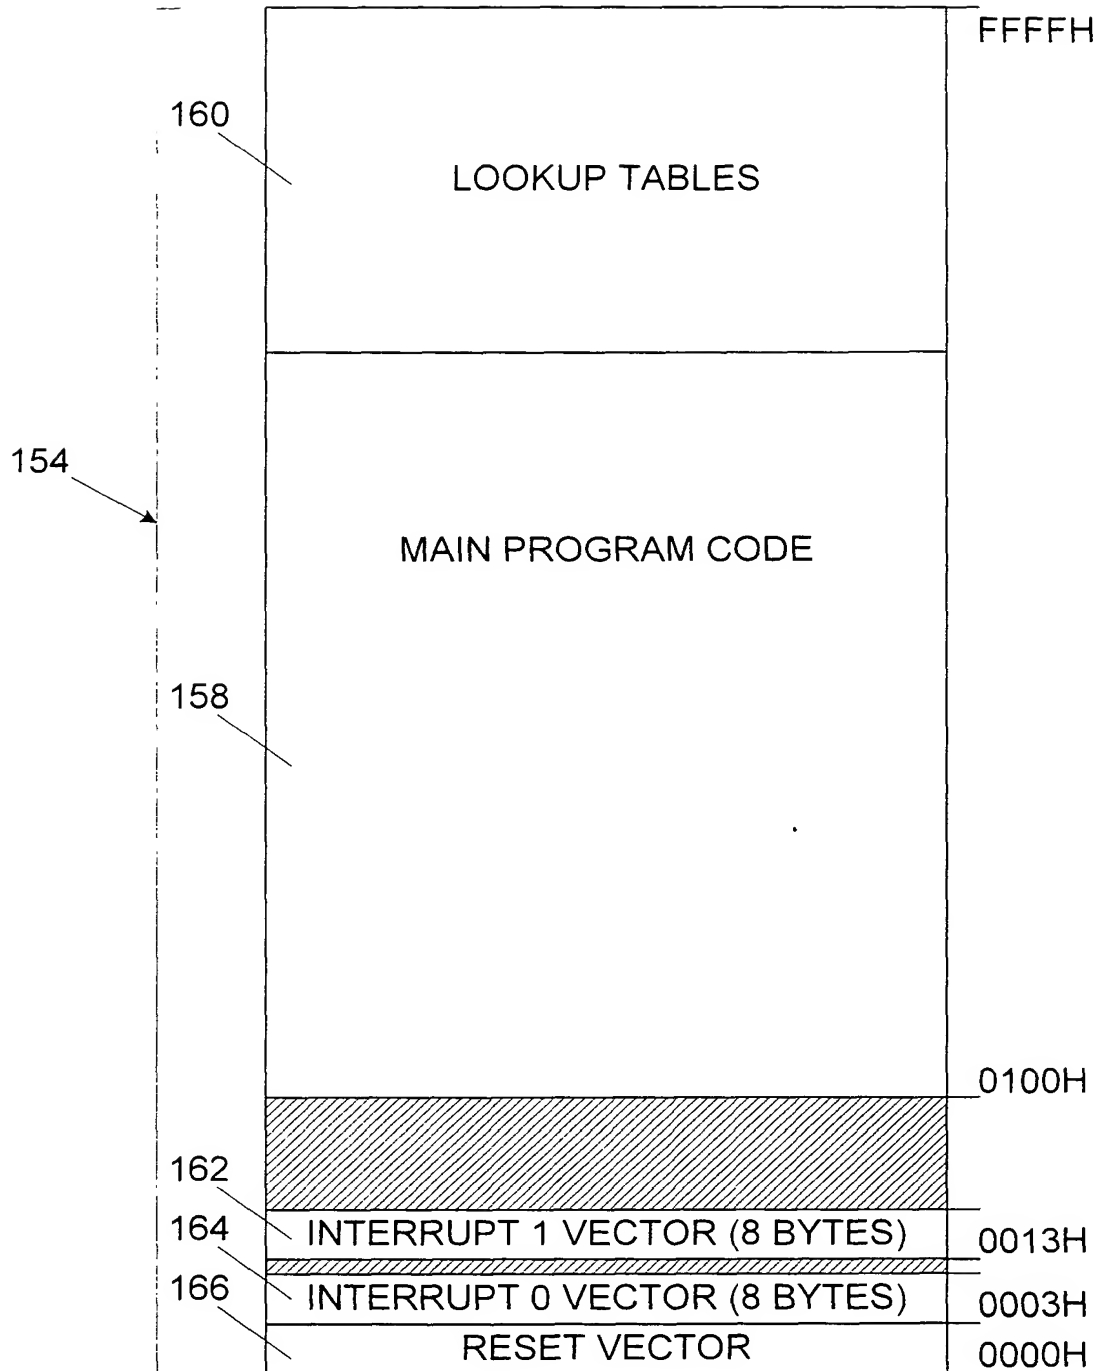 FFFFH
160
LOOKUP TABLES
154
MAIN PROGRAM CODE
158
0100H
162
INTERRUPT 1 VECTOR (8 BYTES)
0013H
164
INTERRUPT 0 VECTOR (8 BYTES)
0003H
166
RESET VECTOR
0000H